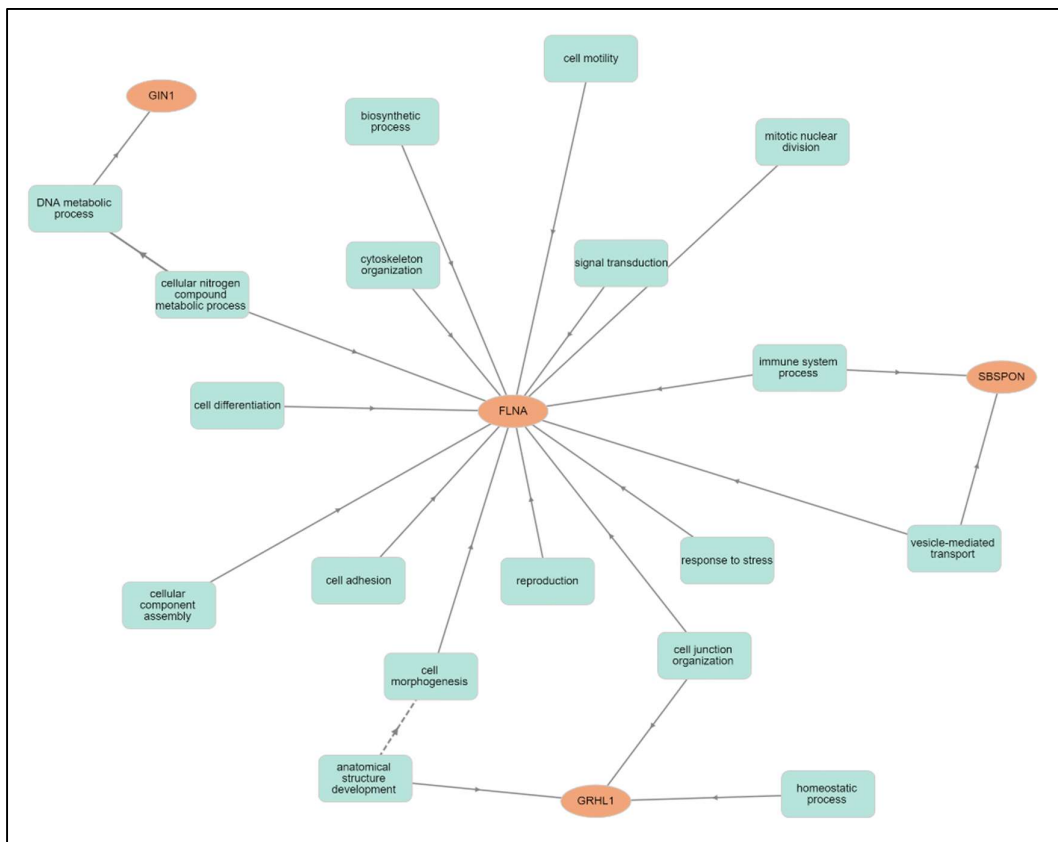 cell motility
GIN1
biosynthetic
process
mitotic nuclear
division
DNA metabolic
process
cytoskeleton
organization
signal transduction
cellular nitrogen
compound
metabolic process
immune system
process
SBSPON
cell differentiation
FLNA
vesicle-mediated
transport
response to stress
cell adhesion
reproduction
cellular
component
assembly
cell junction
organization
cell
morphogenesis
anatomical
structure
development
GRHL1
homeostatic
process